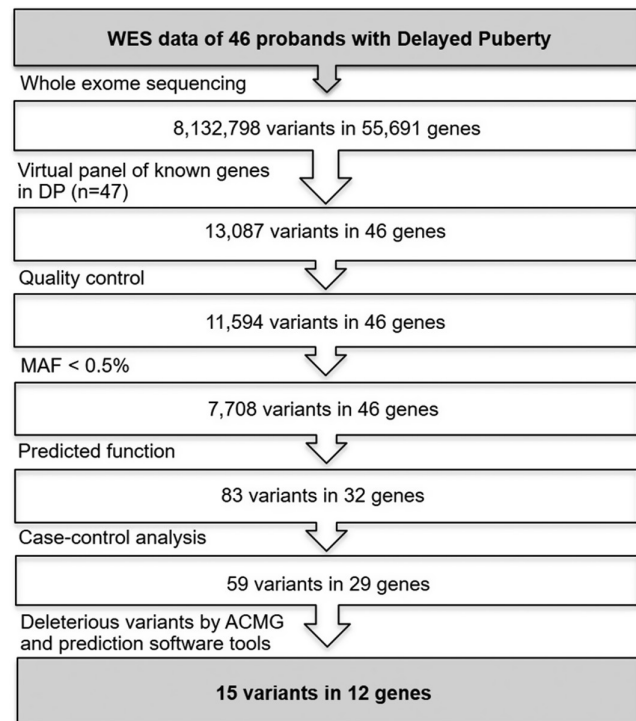 WES data of 46 probands with Delayed Puberty
Whole exome sequencing
8,132,798 variants in 55,691 genes
Virtual panel of known genes
in DP (n=47)
13,087 variants in 46 genes
Quality control
11,594 variants in 46 genes
MAF < 0.5%
7,708 variants in 46 genes
Predicted function
83 variants in 32 genes
Case-control analysis
59 variants in 29 genes
Deleterious variants by ACMG
and prediction software tools
15 variants in 12 genes